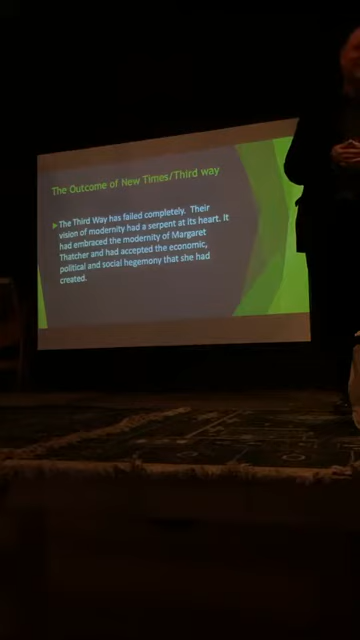 The Outcome of New Times/Third way
The Third Way has failed completely. Their
vision of modernity had a serpent at its heart. It
had embraced the modernity of Margaret
Thatcher and had accepted the economic,
political and social hegemony that she had
created.